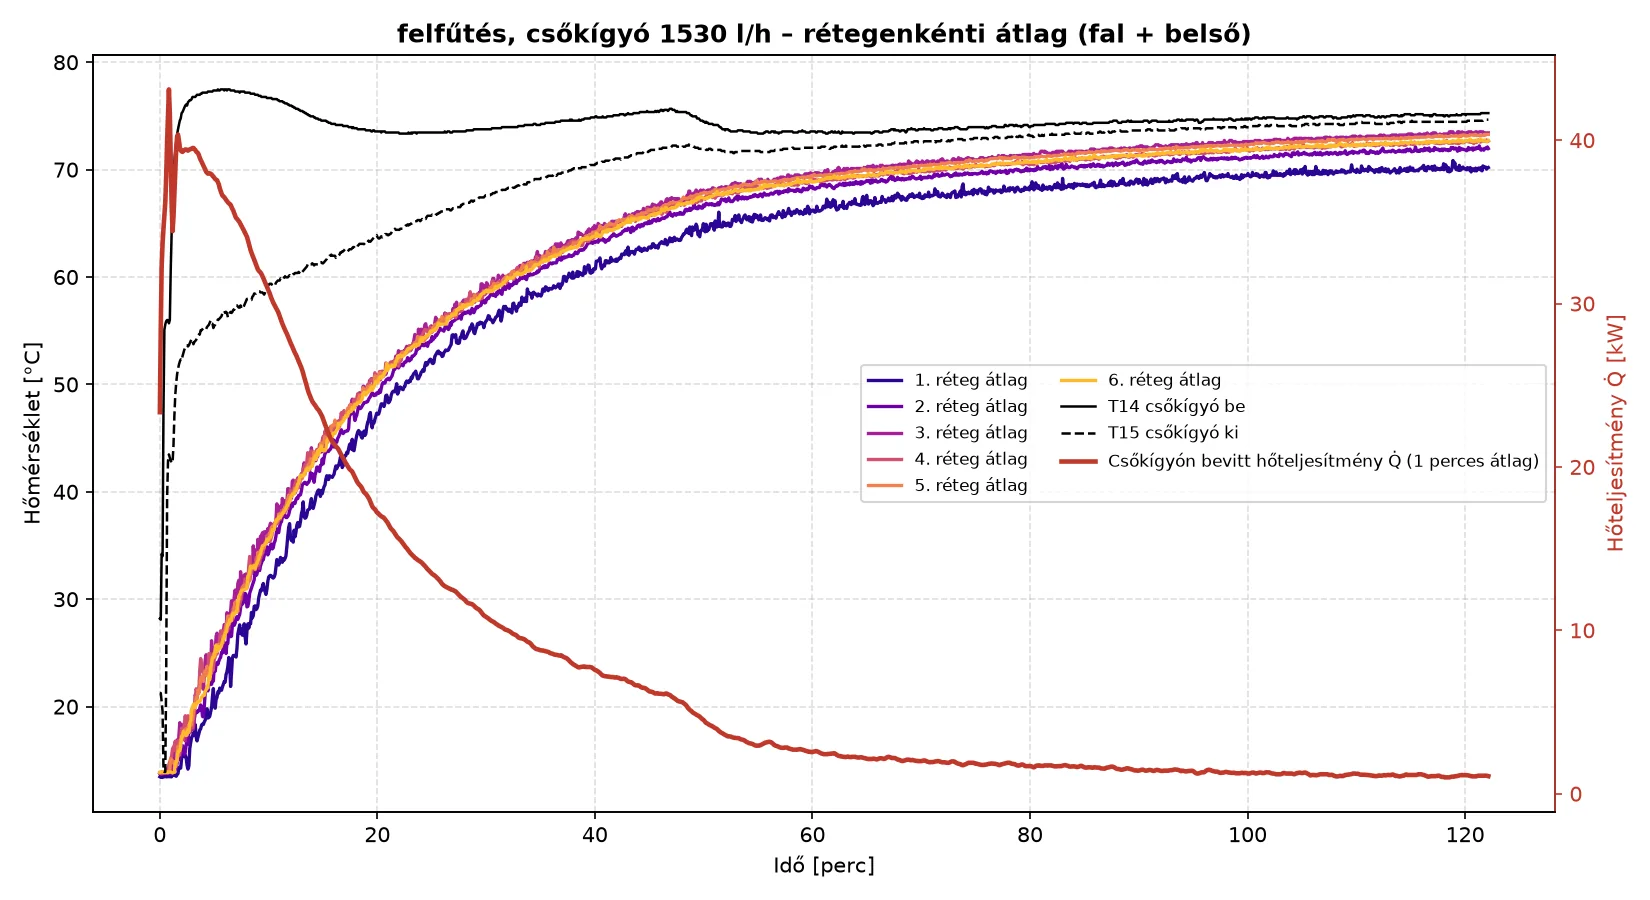 felfűtés, csőkígyó 1530 l/h – rétegenkénti átlag (fal + belső)
80
70
60
50
40
30
20
Hőmérséklet [°C]
0
20
40
60
80
100
120
Idő [perc]
40
30
20
10
0
Hőteljesítmény Q̇ [kW]
1. réteg átlag
2. réteg átlag
3. réteg átlag
4. réteg átlag
5. réteg átlag
6. réteg átlag
T14 csőkígyó be
T15 csőkígyó ki
Csőkígyón bevitt hőteljesítmény Q̇ (1 perces átlag)